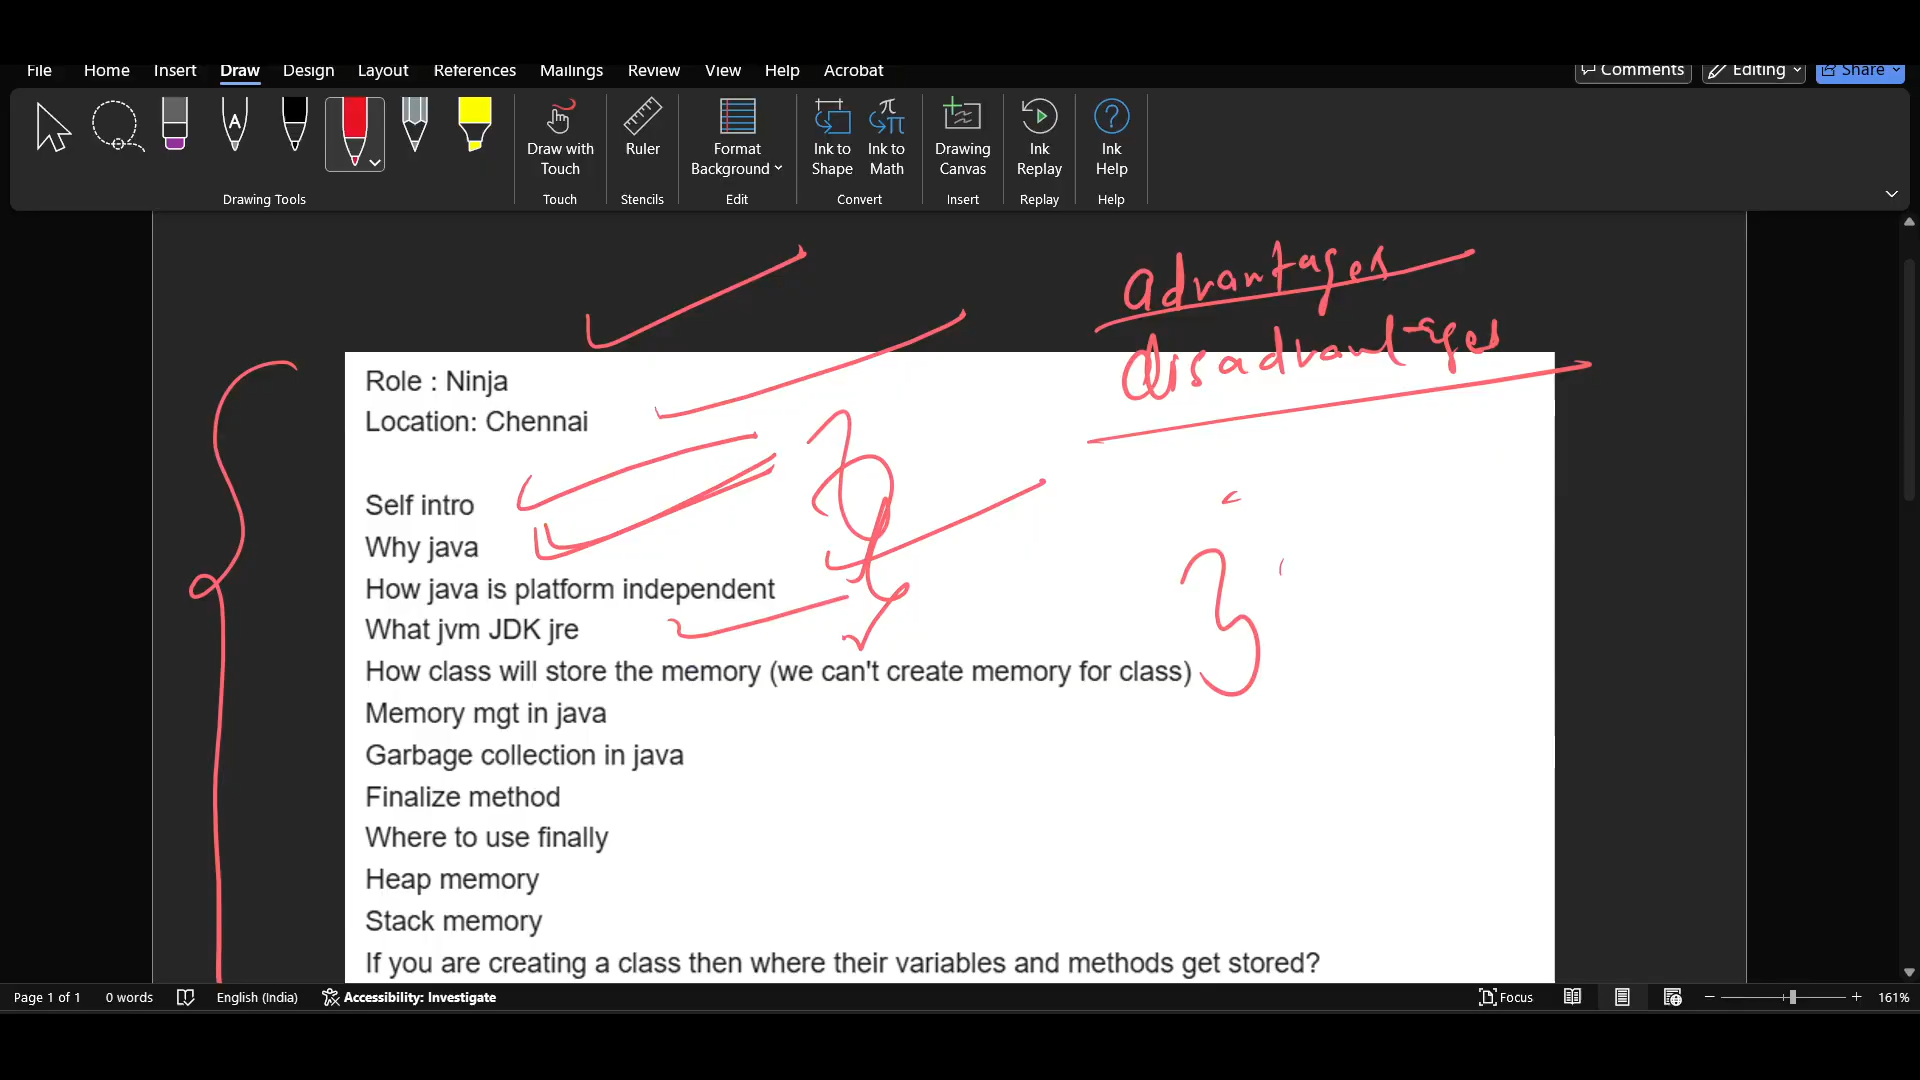 File Home Insert Draw Design Layout References Mailings Review View Help Acrobat Comments Editing Share
A
Draw with Touch
Ruler
Format Background
Ink to Shape
Ink to Math
Drawing Canvas
Ink Replay
Ink Help
Drawing Tools Touch Stencils Edit Convert Insert Replay Help
advantages
disadvantages
Role : Ninja
Location: Chennai
Self intro
Why java
How java is platform independent
What jvm JDK jre
How class will store the memory (we can't create memory for class)
Memory mgt in java
Garbage collection in java
Finalize method
Where to use finally
Heap memory
Stack memory
If you are creating a class then where their variables and methods get stored?
Page 1 of 1 0 words English (India) Accessibility: Investigate Focus 161%